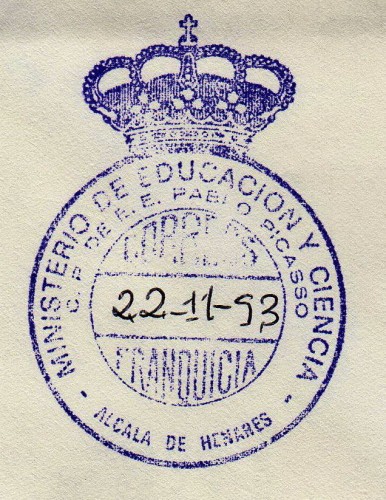 MINISTERIO DE EDUCACION Y CIENCIA
C.P. DE E.E. PABLO PICASSO
CORREOS
22-11-93
FRANQUICIA
- ALCALA DE HENARES -